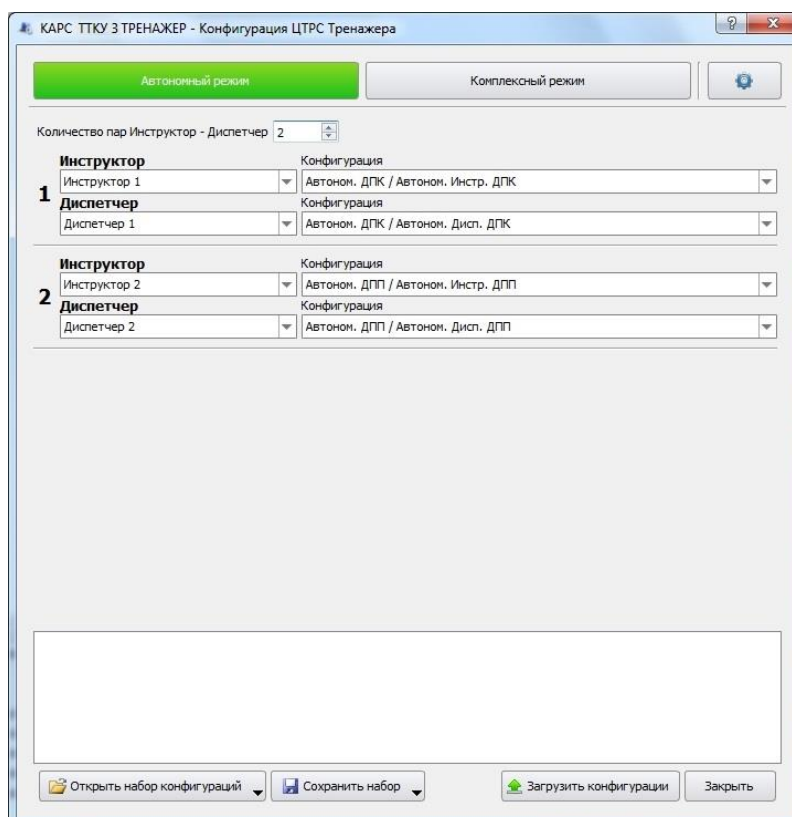 КАРС ТТКУ 3 ТРЕНАЖЕР - Конфигурация ЦТРС Тренажера
Автономный режим
Комплексный режим
Количество пар Инструктор - Диспетчер 2
Инструктор Конфигурация
1
Инструктор 1 Автоном. ДПК / Автоном. Инстр. ДПК
Диспетчер Конфигурация
Диспетчер 1 Автоном. ДПК / Автоном. Дисп. ДПК
Инструктор Конфигурация
2
Инструктор 2 Автоном. ДПП / Автоном. Инстр. ДПП
Диспетчер Конфигурация
Диспетчер 2 Автоном. ДПП / Автоном. Дисп. ДПП
Открыть набор конфигураций Сохранить набор Загрузить конфигурации Закрыть